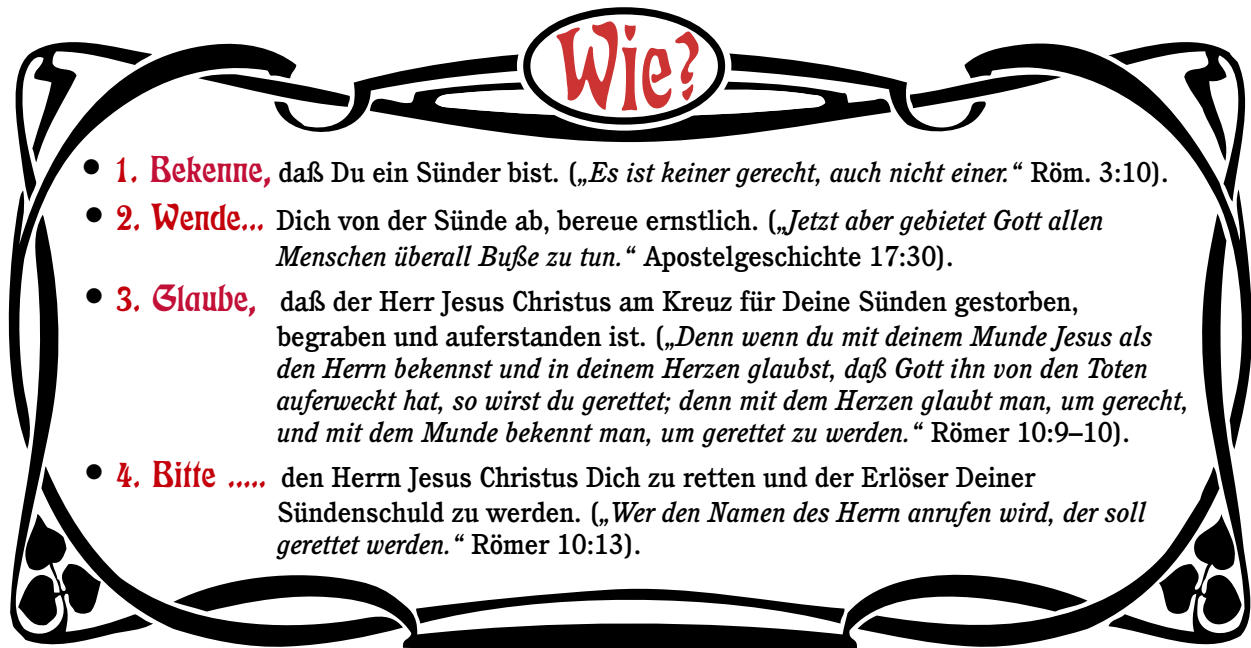 Wie?
• 1. Bekenne, daß Du ein Sünder bist. („Es ist keiner gerecht, auch nicht einer.“ Röm. 3:10).
• 2. Wende... Dich von der Sünde ab, bereue ernstlich. („Jetzt aber gebietet Gott allen
Menschen überall Buße zu tun.“ Apostelgeschichte 17:30).
• 3. Glaube, daß der Herr Jesus Christus am Kreuz für Deine Sünden gestorben,
begraben und auferstanden ist. („Denn wenn du mit deinem Munde Jesus als
den Herrn bekennst und in deinem Herzen glaubst, daß Gott ihn von den Toten
auferweckt hat, so wirst du gerettet; denn mit dem Herzen glaubt man, um gerecht,
und mit dem Munde bekennt man, um gerettet zu werden.“ Römer 10:9–10).
• 4. Bitte ..... den Herrn Jesus Christus Dich zu retten und der Erlöser Deiner
Sündenschuld zu werden. („Wer den Namen des Herrn anrufen wird, der soll
gerettet werden.“ Römer 10:13).